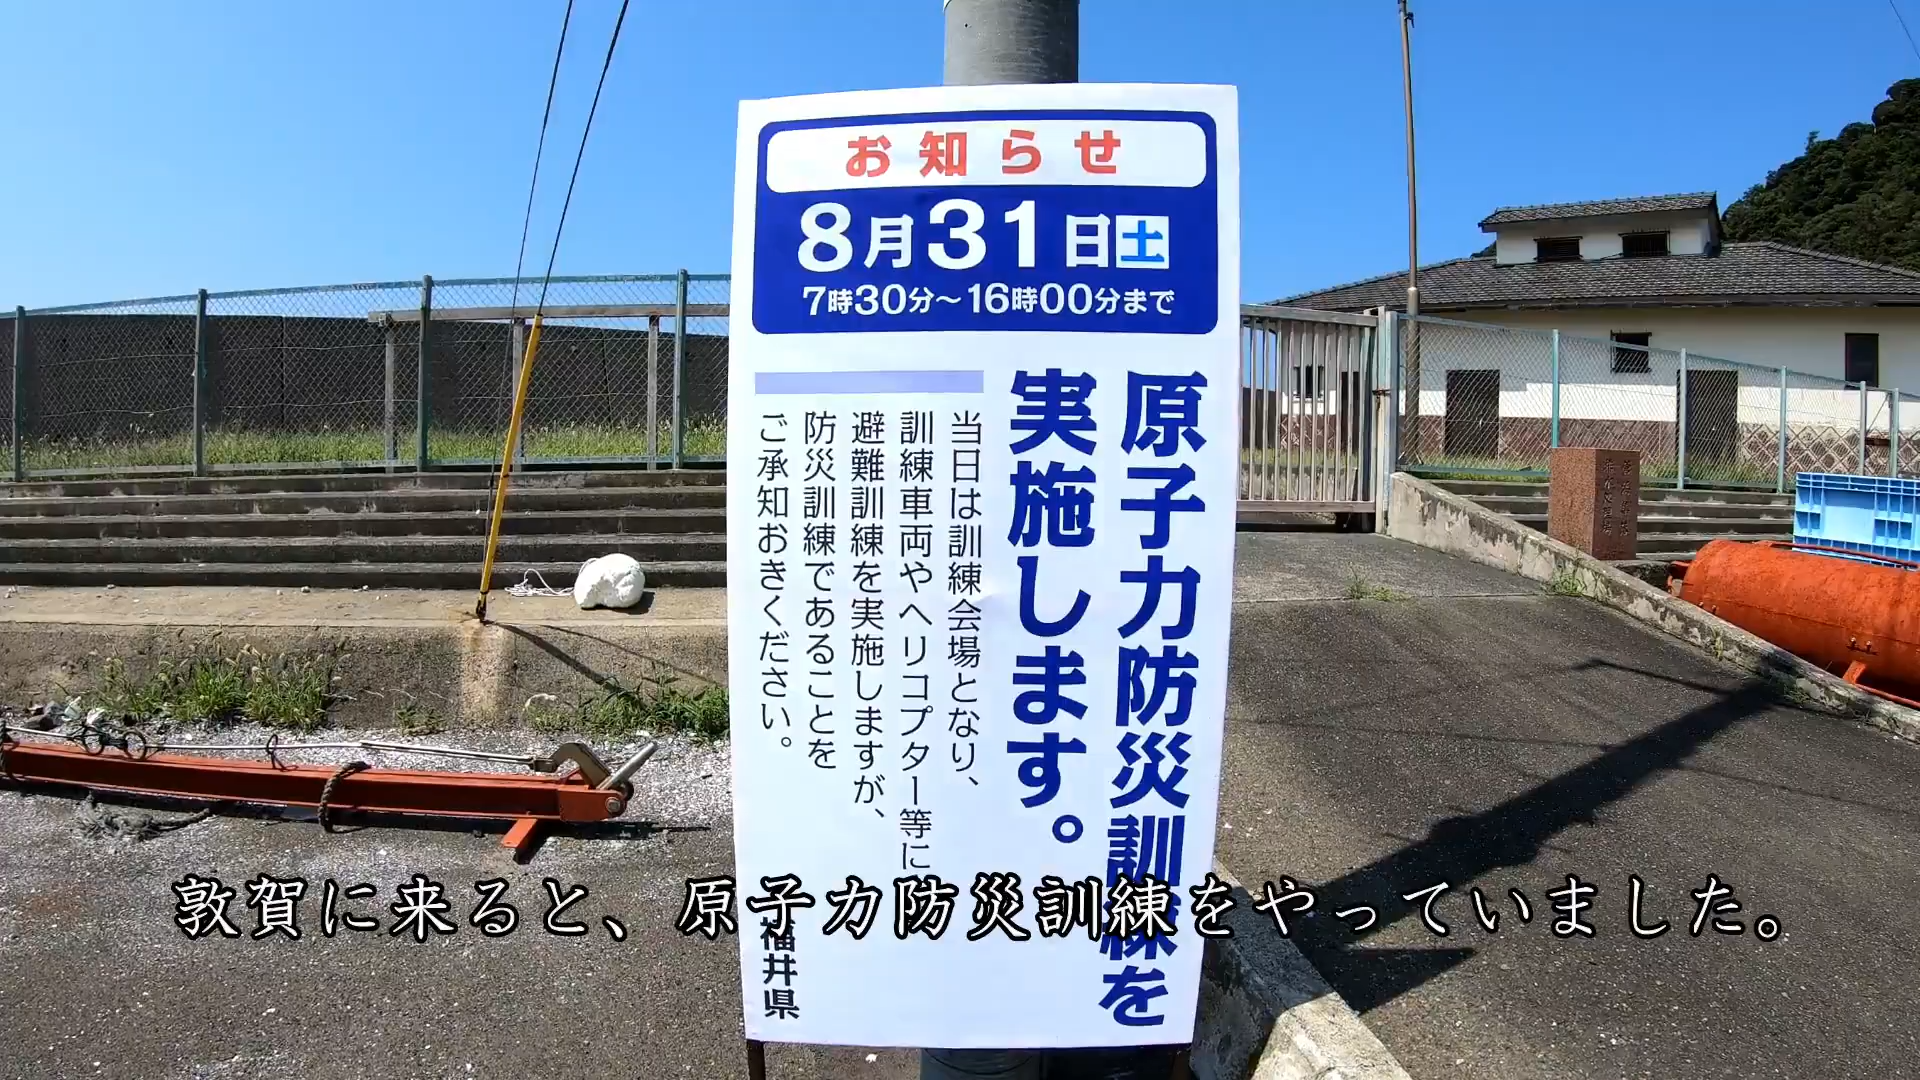 お知らせ
8月31日土
7時30分～16時00分まで
原子力防災訓練を
実施します。
当日は訓練会場となり、
訓練車両やヘリコプター等に
避難訓練を実施しますが、
防災訓練であることを
ご承知おきください。
福井県
敦賀に来ると、原子力防災訓練をやっていました。